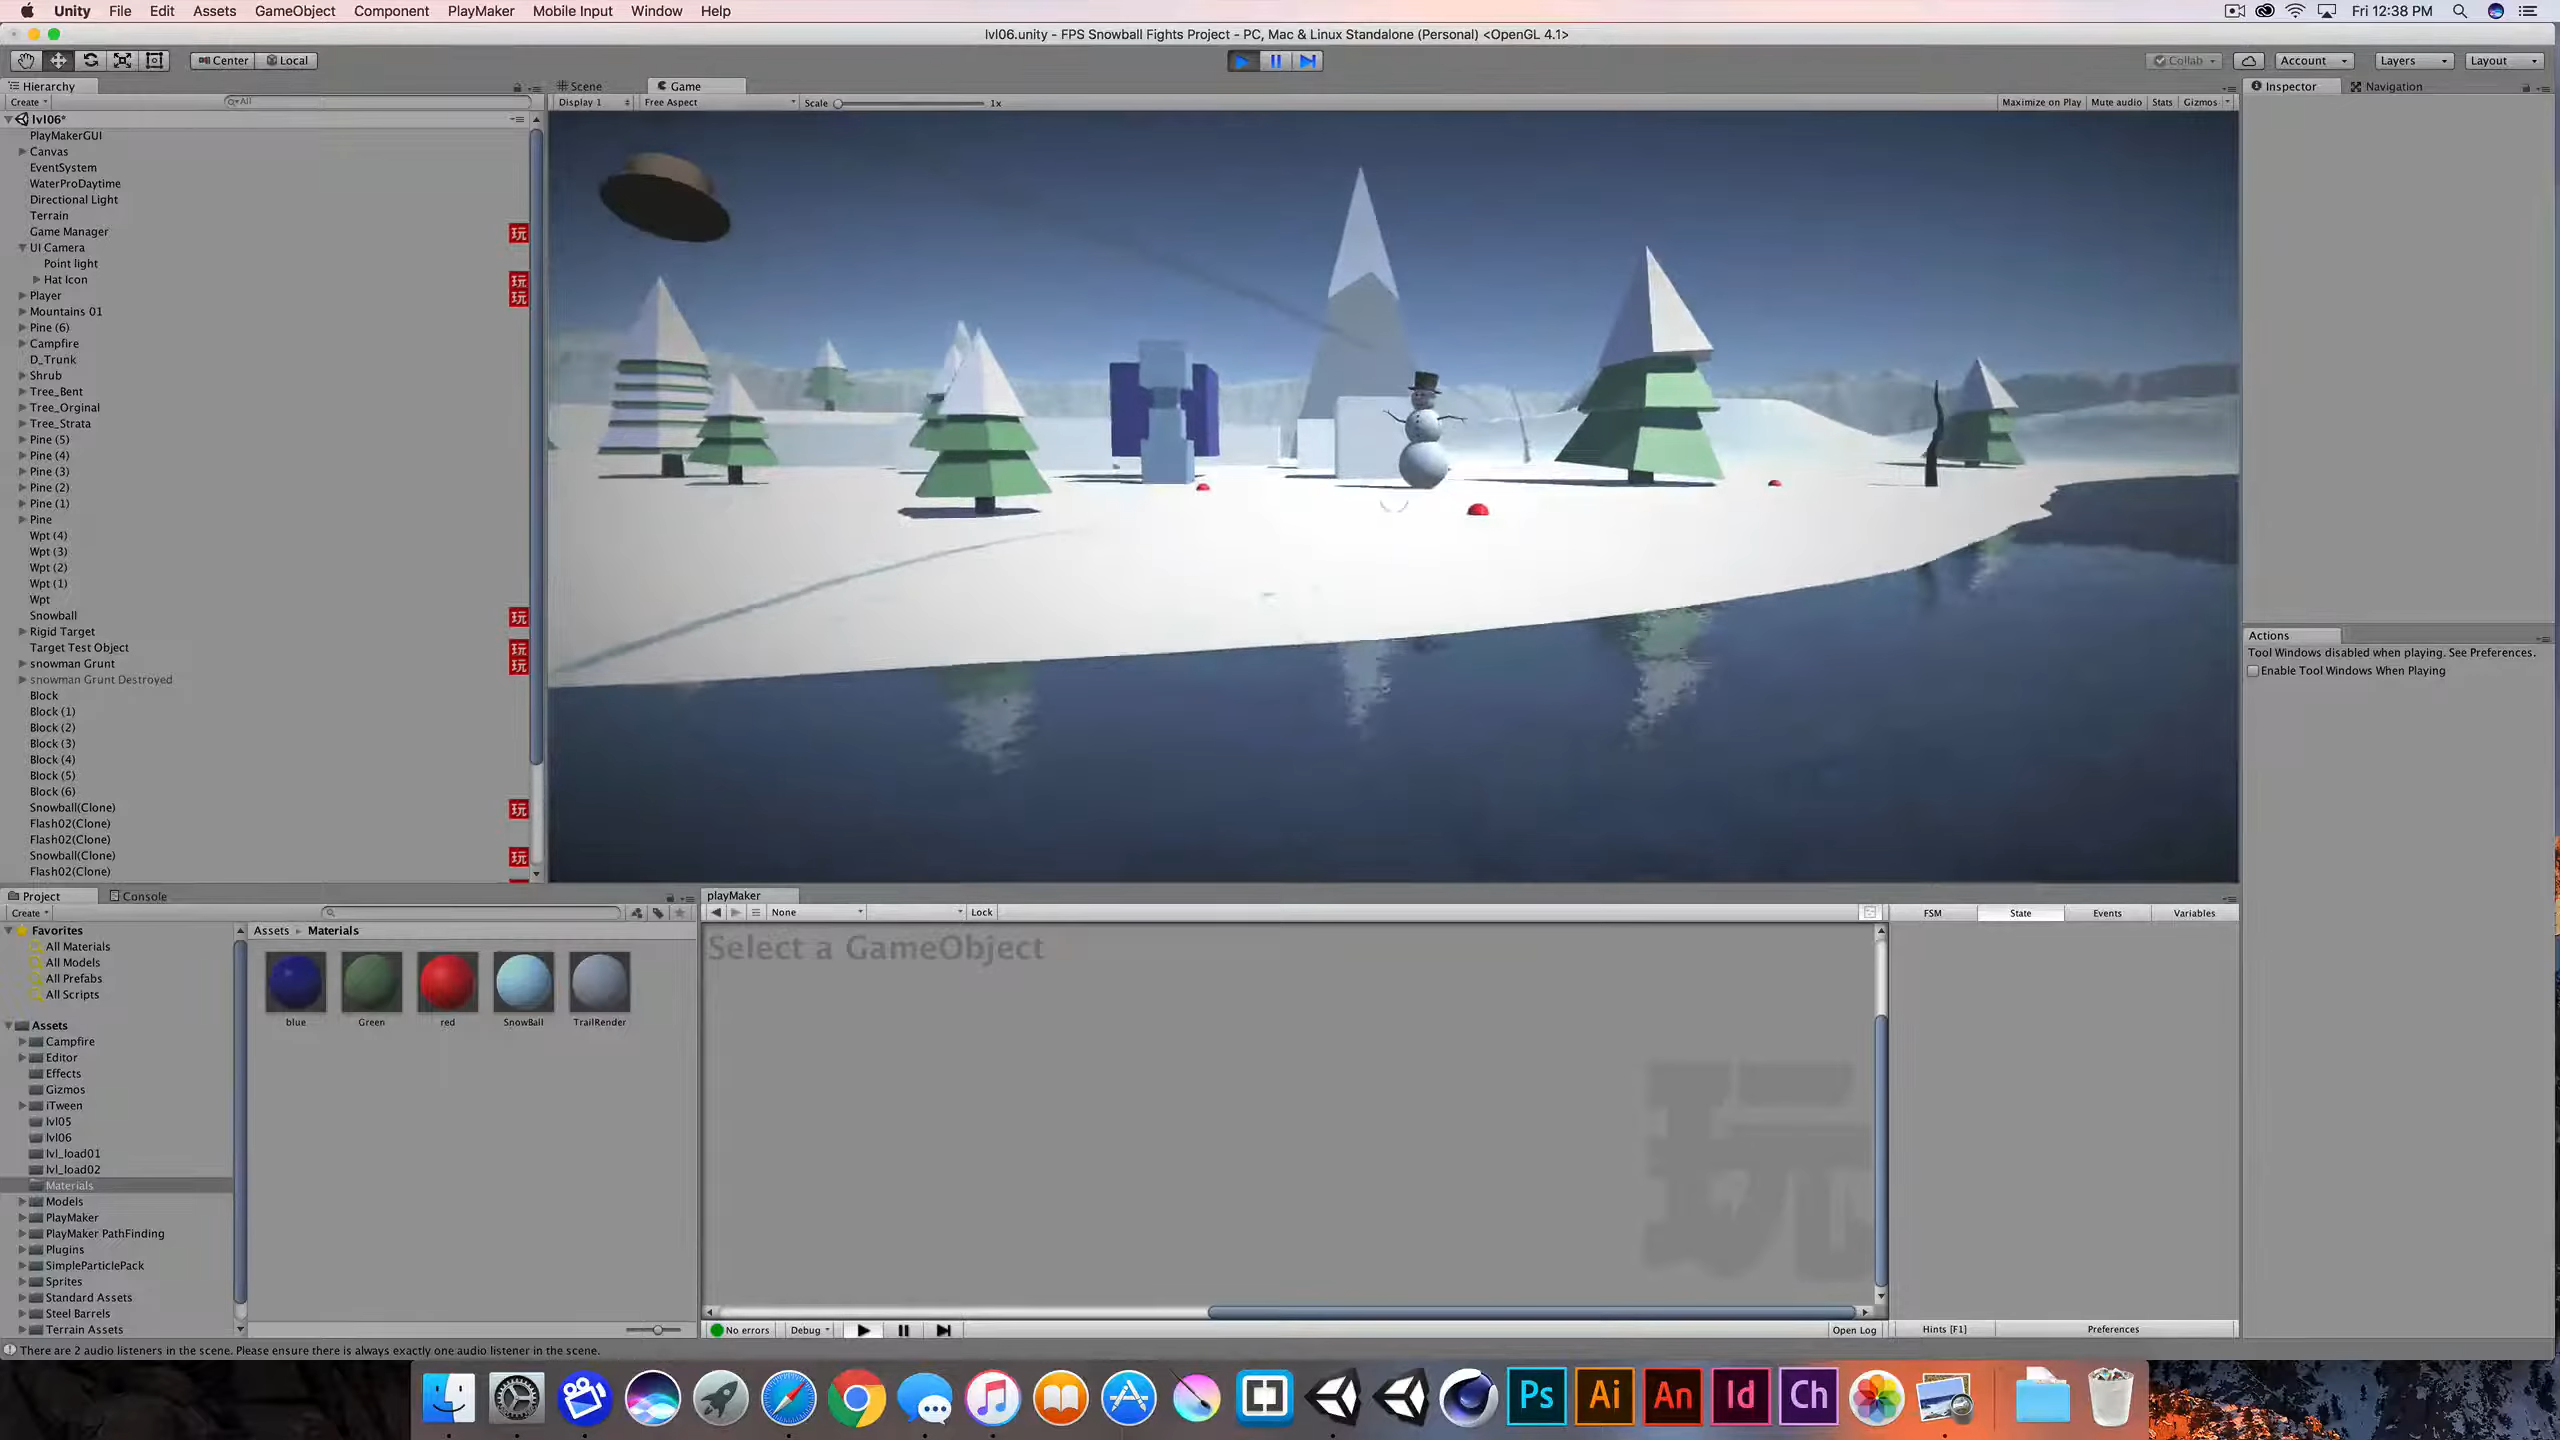 Unity File Edit Assets GameObject Component PlayMaker Mobile Input Window Help Fri 12:38 PM
lvl06.unity - FPS Snowball Fights Project - PC, Mac & Linux Standalone (Personal) <OpenGL 4.1>
Center Local Collab Account Layers Layout
Hierarchy Scene Game Inspector Navigation
Create All Display 1 Free Aspect Scale 1x Maximize on Play Mute audio Stats Gizmos
lvl06*
PlayMakerGUI
Canvas
EventSystem
WaterProDaytime
Directional Light
Terrain
Game Manager 玩
UI Camera
Point light
Hat Icon 玩
Player 玩
Mountains 01
Pine (6)
Campfire
D_Trunk
Shrub
Tree_Bent
Tree_Orginal
Tree_Strata
Pine (5)
Pine (4)
Pine (3)
Pine (2)
Pine (1)
Pine
Wpt (4)
Wpt (3)
Wpt (2)
Wpt (1)
Wpt
Snowball 玩
Rigid Target
Target Test Object 玩
snowman Grunt 玩
snowman Grunt Destroyed
Block
Block (1)
Block (2)
Block (3)
Block (4)
Block (5)
Block (6)
Snowball(Clone) 玩
Flash02(Clone)
Flash02(Clone)
Snowball(Clone) 玩
Flash02(Clone)
Actions
Tool Windows disabled when playing. See Preferences.
Enable Tool Windows When Playing
Project Console
Create
Favorites
All Materials
All Models
All Prefabs
All Scripts
Assets
Campfire
Editor
Effects
Gizmos
iTween
lvl05
lvl06
lvl_load01
lvl_load02
Materials
Models
PlayMaker
PlayMaker PathFinding
Plugins
SimpleParticlePack
Sprites
Standard Assets
Steel Barrels
Terrain Assets
Assets Materials
blue Green red SnowBall TrailRender
playMaker
None Lock FSM State Events Variables
Select a GameObject
玩
No errors Debug Open Log Hints [F1] Preferences
There are 2 audio listeners in the scene. Please ensure there is always exactly one audio listener in the scene.
Ps Ai An Id Ch